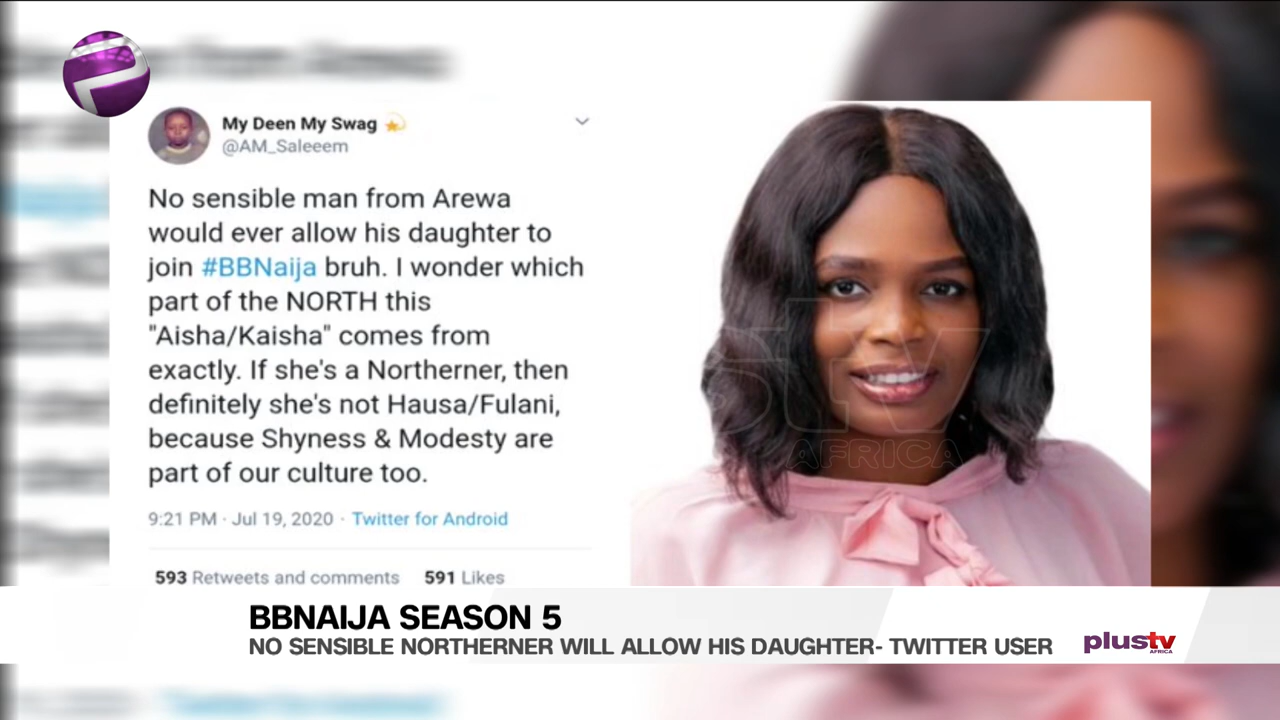 My Deen My Swag
@AM_Saleeem
No sensible man from Arewa
would ever allow his daughter to
join #BBNaija bruh. I wonder which
part of the NORTH this
"Aisha/Kaisha" comes from
exactly. If she's a Northerner, then
definitely she's not Hausa/Fulani,
because Shyness & Modesty are
part of our culture too.
9:21 PM · Jul 19, 2020 · Twitter for Android
593 Retweets and comments 591 Likes
STV
AFRICA
BBNAIJA SEASON 5
NO SENSIBLE NORTHERNER WILL ALLOW HIS DAUGHTER- TWITTER USER
plustv
AFRICA